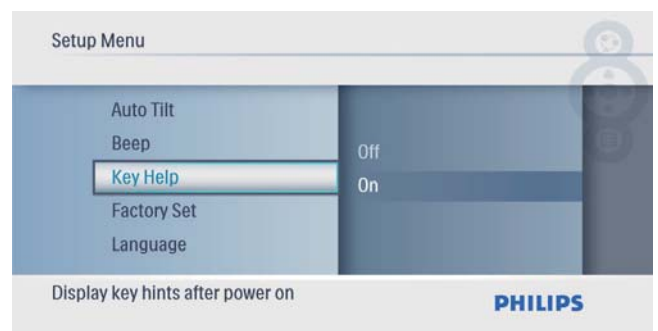 Setup Menu
Auto Tilt
Beep
Key Help
Factory Set
Language
Off
On
Display key hints after power on
PHILIPS